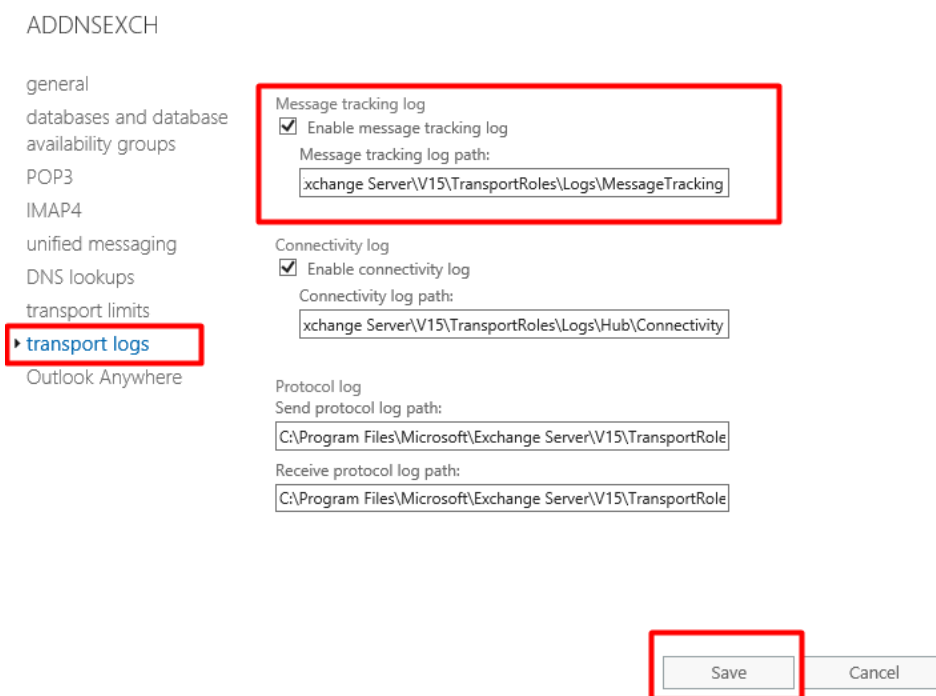 ADDNSEXCH
general
databases and database
availability groups
POP3
IMAP4
unified messaging
DNS lookups
transport limits
transport logs
Outlook Anywhere
Message tracking log
Enable message tracking log
Message tracking log path:
xchange Server\V15\TransportRoles\Logs\MessageTracking
Connectivity log
Enable connectivity log
Connectivity log path:
xchange Server\V15\TransportRoles\Logs\Hub\Connectivity
Protocol log
Send protocol log path:
C:\Program Files\Microsoft\Exchange Server\V15\TransportRole
Receive protocol log path:
C:\Program Files\Microsoft\Exchange Server\V15\TransportRole
Save
Cancel